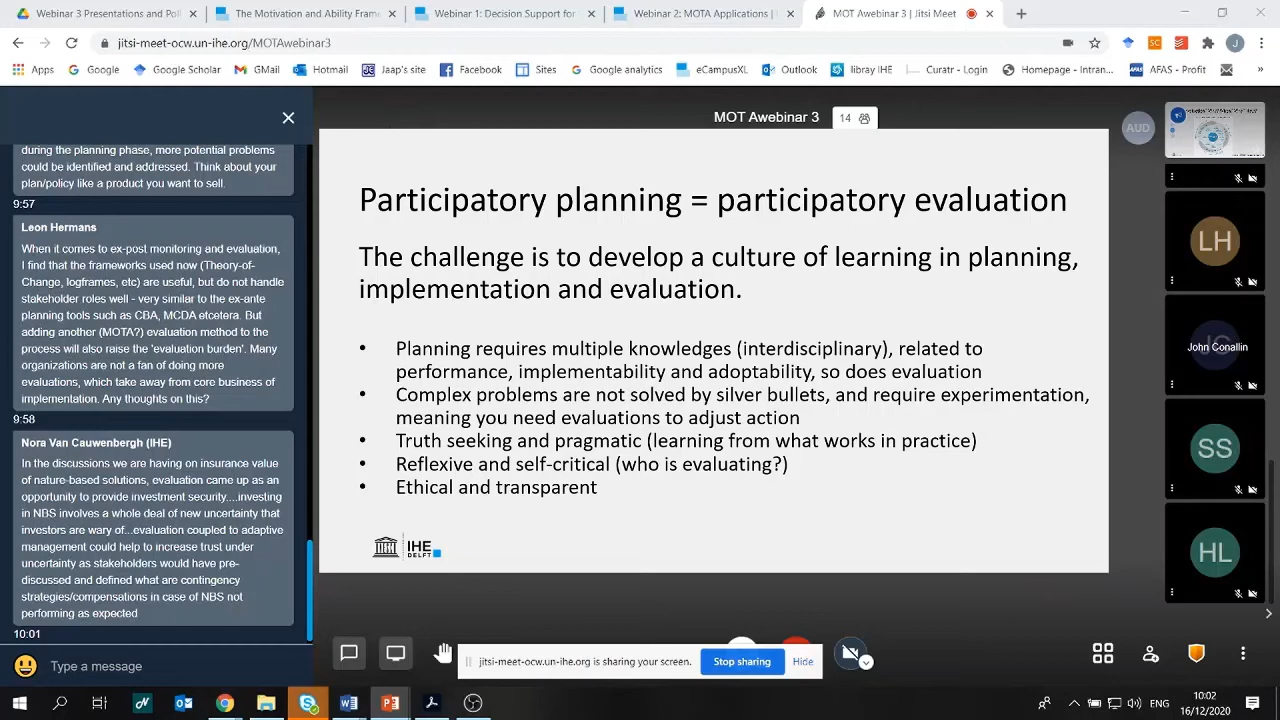 Webinar 3 Presentations and Poll
The Motivation and Ability Frame
Webinar 1: Decision Support for
Webinar 2: MOTA Applications |
MOT Awebinar 3 | Jitsi Meet
jitsi-meet-ocw.un-ihe.org/MOTAwebinar3
Apps
Google
Google Scholar
GMail
Hotmail
Jaap's site
Facebook
Sites
Google analytics
eCampusXL
Outlook
libray IHE
Curatr - Login
Homepage - Intran...
AFAS - Profit
during the planning phase, more potential problems
could be identified and addressed. Think about your
plan/policy like a product you want to sell.
9:57
Leon Hermans
When it comes to ex-post monitoring and evaluation,
I find that the frameworks used now (Theory-of-
Change, logframes, etc) are useful, but do not handle
stakeholder roles well - very similar to the ex-ante
planning tools such as CBA, MCDA etcetera. But
adding another (MOTA?) evaluation method to the
process will also raise the 'evaluation burden'. Many
organizations are not a fan of doing more
evaluations, which take away from core business of
implementation. Any thoughts on this?
9:58
Nora Van Cauwenbergh (IHE)
In the discussions we are having on insurance value
of nature-based solutions, evaluation came up as an
opportunity to provide investment security....investing
in NBS involves a whole deal of new uncertainty that
investors are wary of...evaluation coupled to adaptive
management could help to increase trust under
uncertainty as stakeholders would have pre-
discussed and defined what are contingency
strategies/compensations in case of NBS not
performing as expected
10:01
Type a message
MOT Awebinar 3
14
Participatory planning = participatory evaluation
The challenge is to develop a culture of learning in planning,
implementation and evaluation.
• Planning requires multiple knowledges (interdisciplinary), related to
performance, implementability and adoptability, so does evaluation
• Complex problems are not solved by silver bullets, and require experimentation,
meaning you need evaluations to adjust action
• Truth seeking and pragmatic (learning from what works in practice)
• Reflexive and self-critical (who is evaluating?)
• Ethical and transparent
IHE
DELFT
AUD
LH
John Conallin
SS
HL
jitsi-meet-ocw.un-ihe.org is sharing your screen.
Stop sharing
Hide
ENG
10:02
16/12/2020